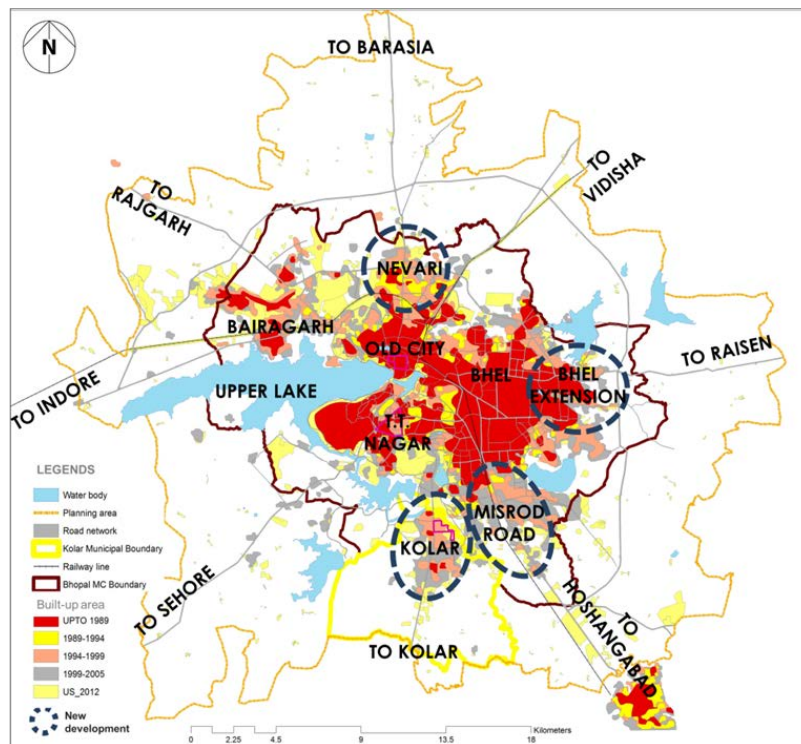 N
TO BARASIA
TO
VIDISHA
TO
RAJGARH
NEVARI
BAIRAGARH
OLD CITY
TO RAISEN
BHEL
BHEL
EXTENSION
TO INDORE
UPPER LAKE
T.T.
NAGAR
MISROD
ROAD
KOLAR
TO SEHORE
TO
HOSHANGABAD
TO KOLAR
LEGENDS
Water body
Planning area
Road network
Kolar Municipal Boundary
Railway line
Bhopal MC Boundary
Built-up area
UPTO 1989
1989-1994
1994-1999
1999-2005
US_2012
New
development
Kilometers
0 2.25 4.5 9 13.5 18